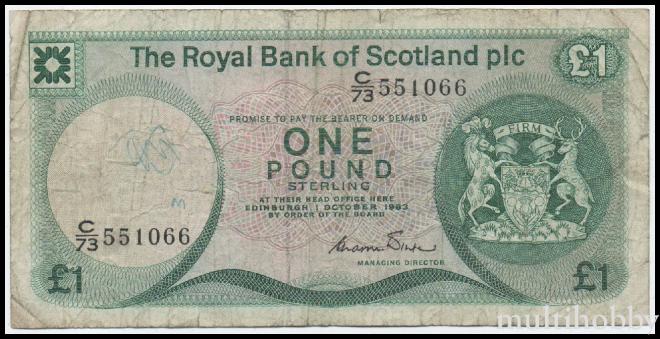 The Royal Bank of Scotland plc
£1
C/73 551066
PROMISE TO PAY THE BEARER ON DEMAND
ONE
POUND
STERLING
AT THEIR HEAD OFFICE HERE
EDINBURGH, 1 OCTOBER 1983
BY ORDER OF THE BOARD
MANAGING DIRECTOR
FIRM
C/73 551066
£1
£1
multihobby